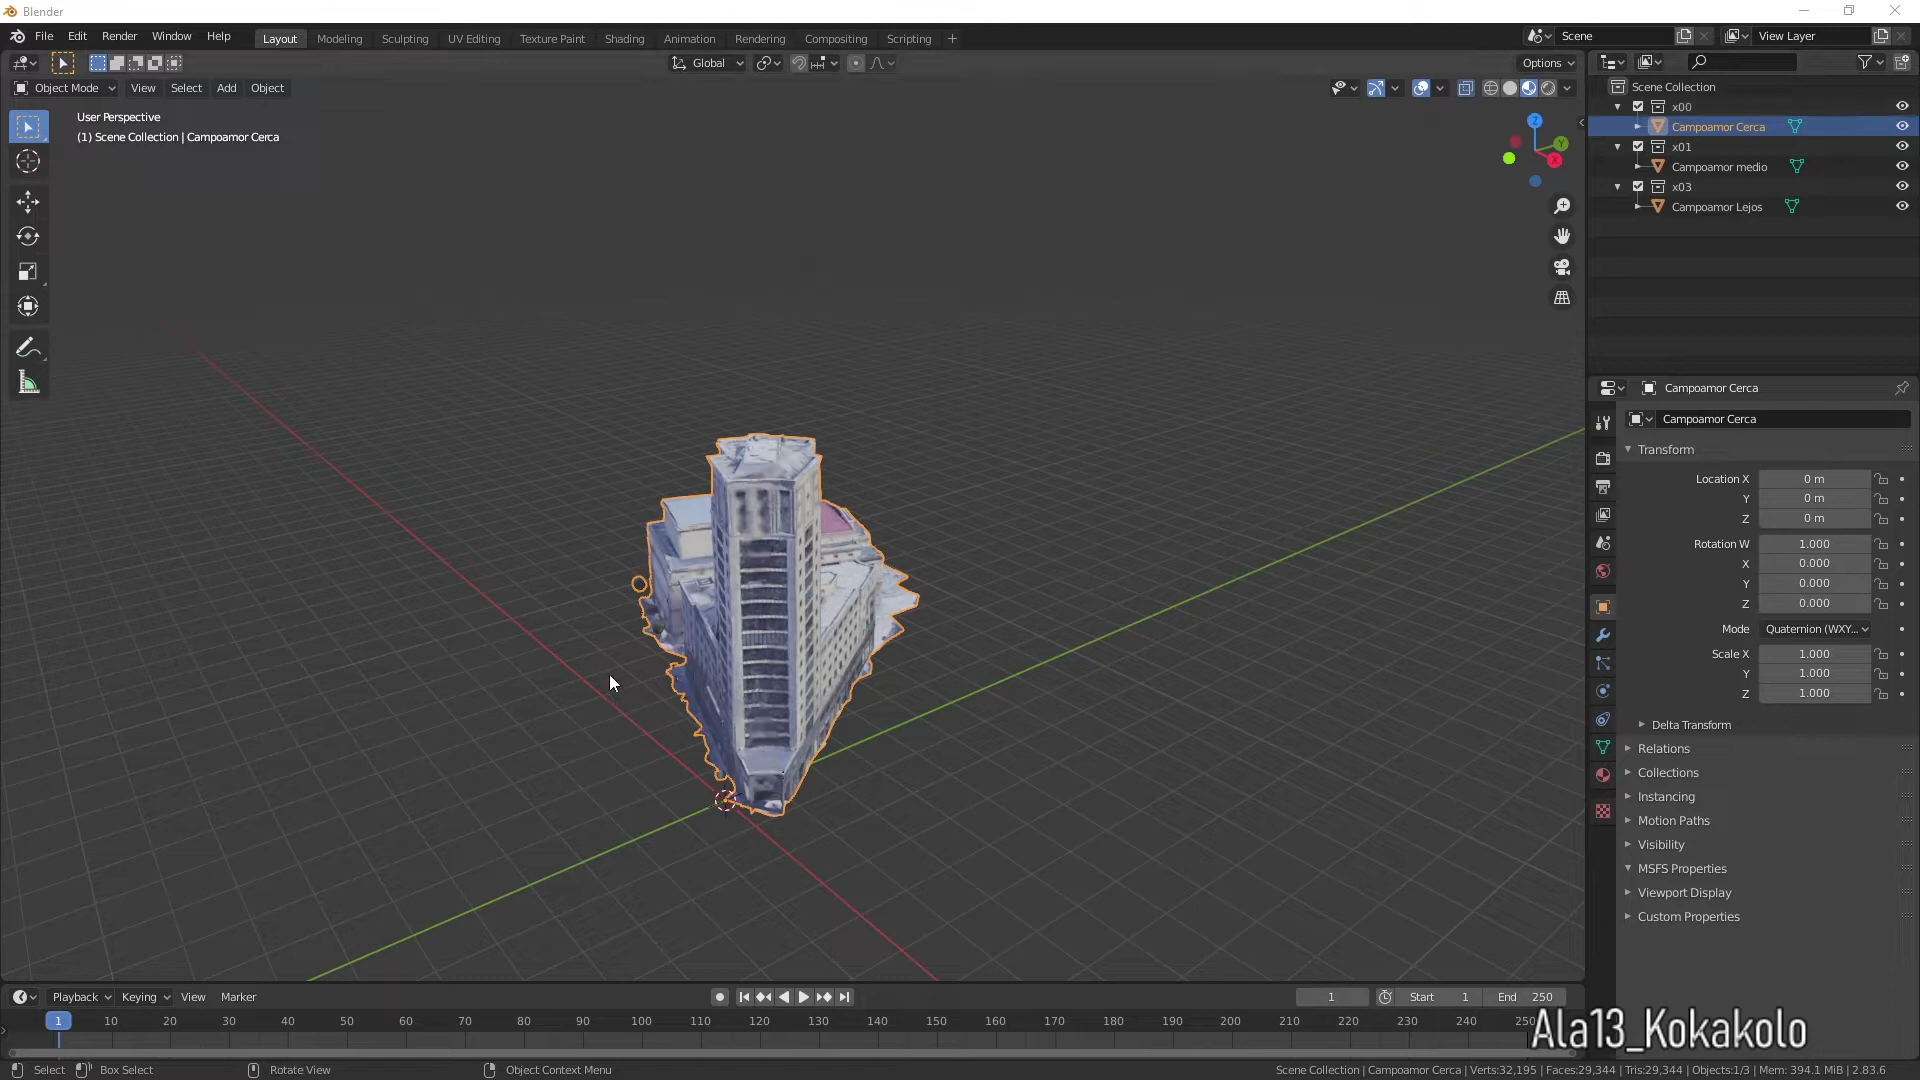 Blender
File Edit Render Window Help
Layout Modeling Sculpting UV Editing Texture Paint Shading Animation Rendering Compositing Scripting +
Scene
View Layer
Global
Options
Object Mode View Select Add Object
User Perspective
(1) Scene Collection | Campoamor Cerca
Z
Y
X
Scene Collection
x00
Campoamor Cerca
x01
Campoamor medio
x03
Campoamor Lejos
Campoamor Cerca
Campoamor Cerca
Transform
Location X 0 m
Y 0 m
Z 0 m
Rotation W 1.000
X 0.000
Y 0.000
Z 0.000
Mode Quaternion (WXY...
Scale X 1.000
Y 1.000
Z 1.000
Delta Transform
Relations
Collections
Instancing
Motion Paths
Visibility
MSFS Properties
Viewport Display
Custom Properties
Playback Keying View Marker
1
Start 1
End 250
1 10 20 30 40 50 60 70 80 90 100 110 120 130 140 150 160 170 180 190 200 210 220 230 240 250
Ala13_Kokakolo
Select Box Select Rotate View Object Context Menu
Scene Collection | Campoamor Cerca | Verts:32,195 | Faces:29,344 | Tris:29,344 | Objects:1/3 | Mem: 394.1 MiB | 2.83.6